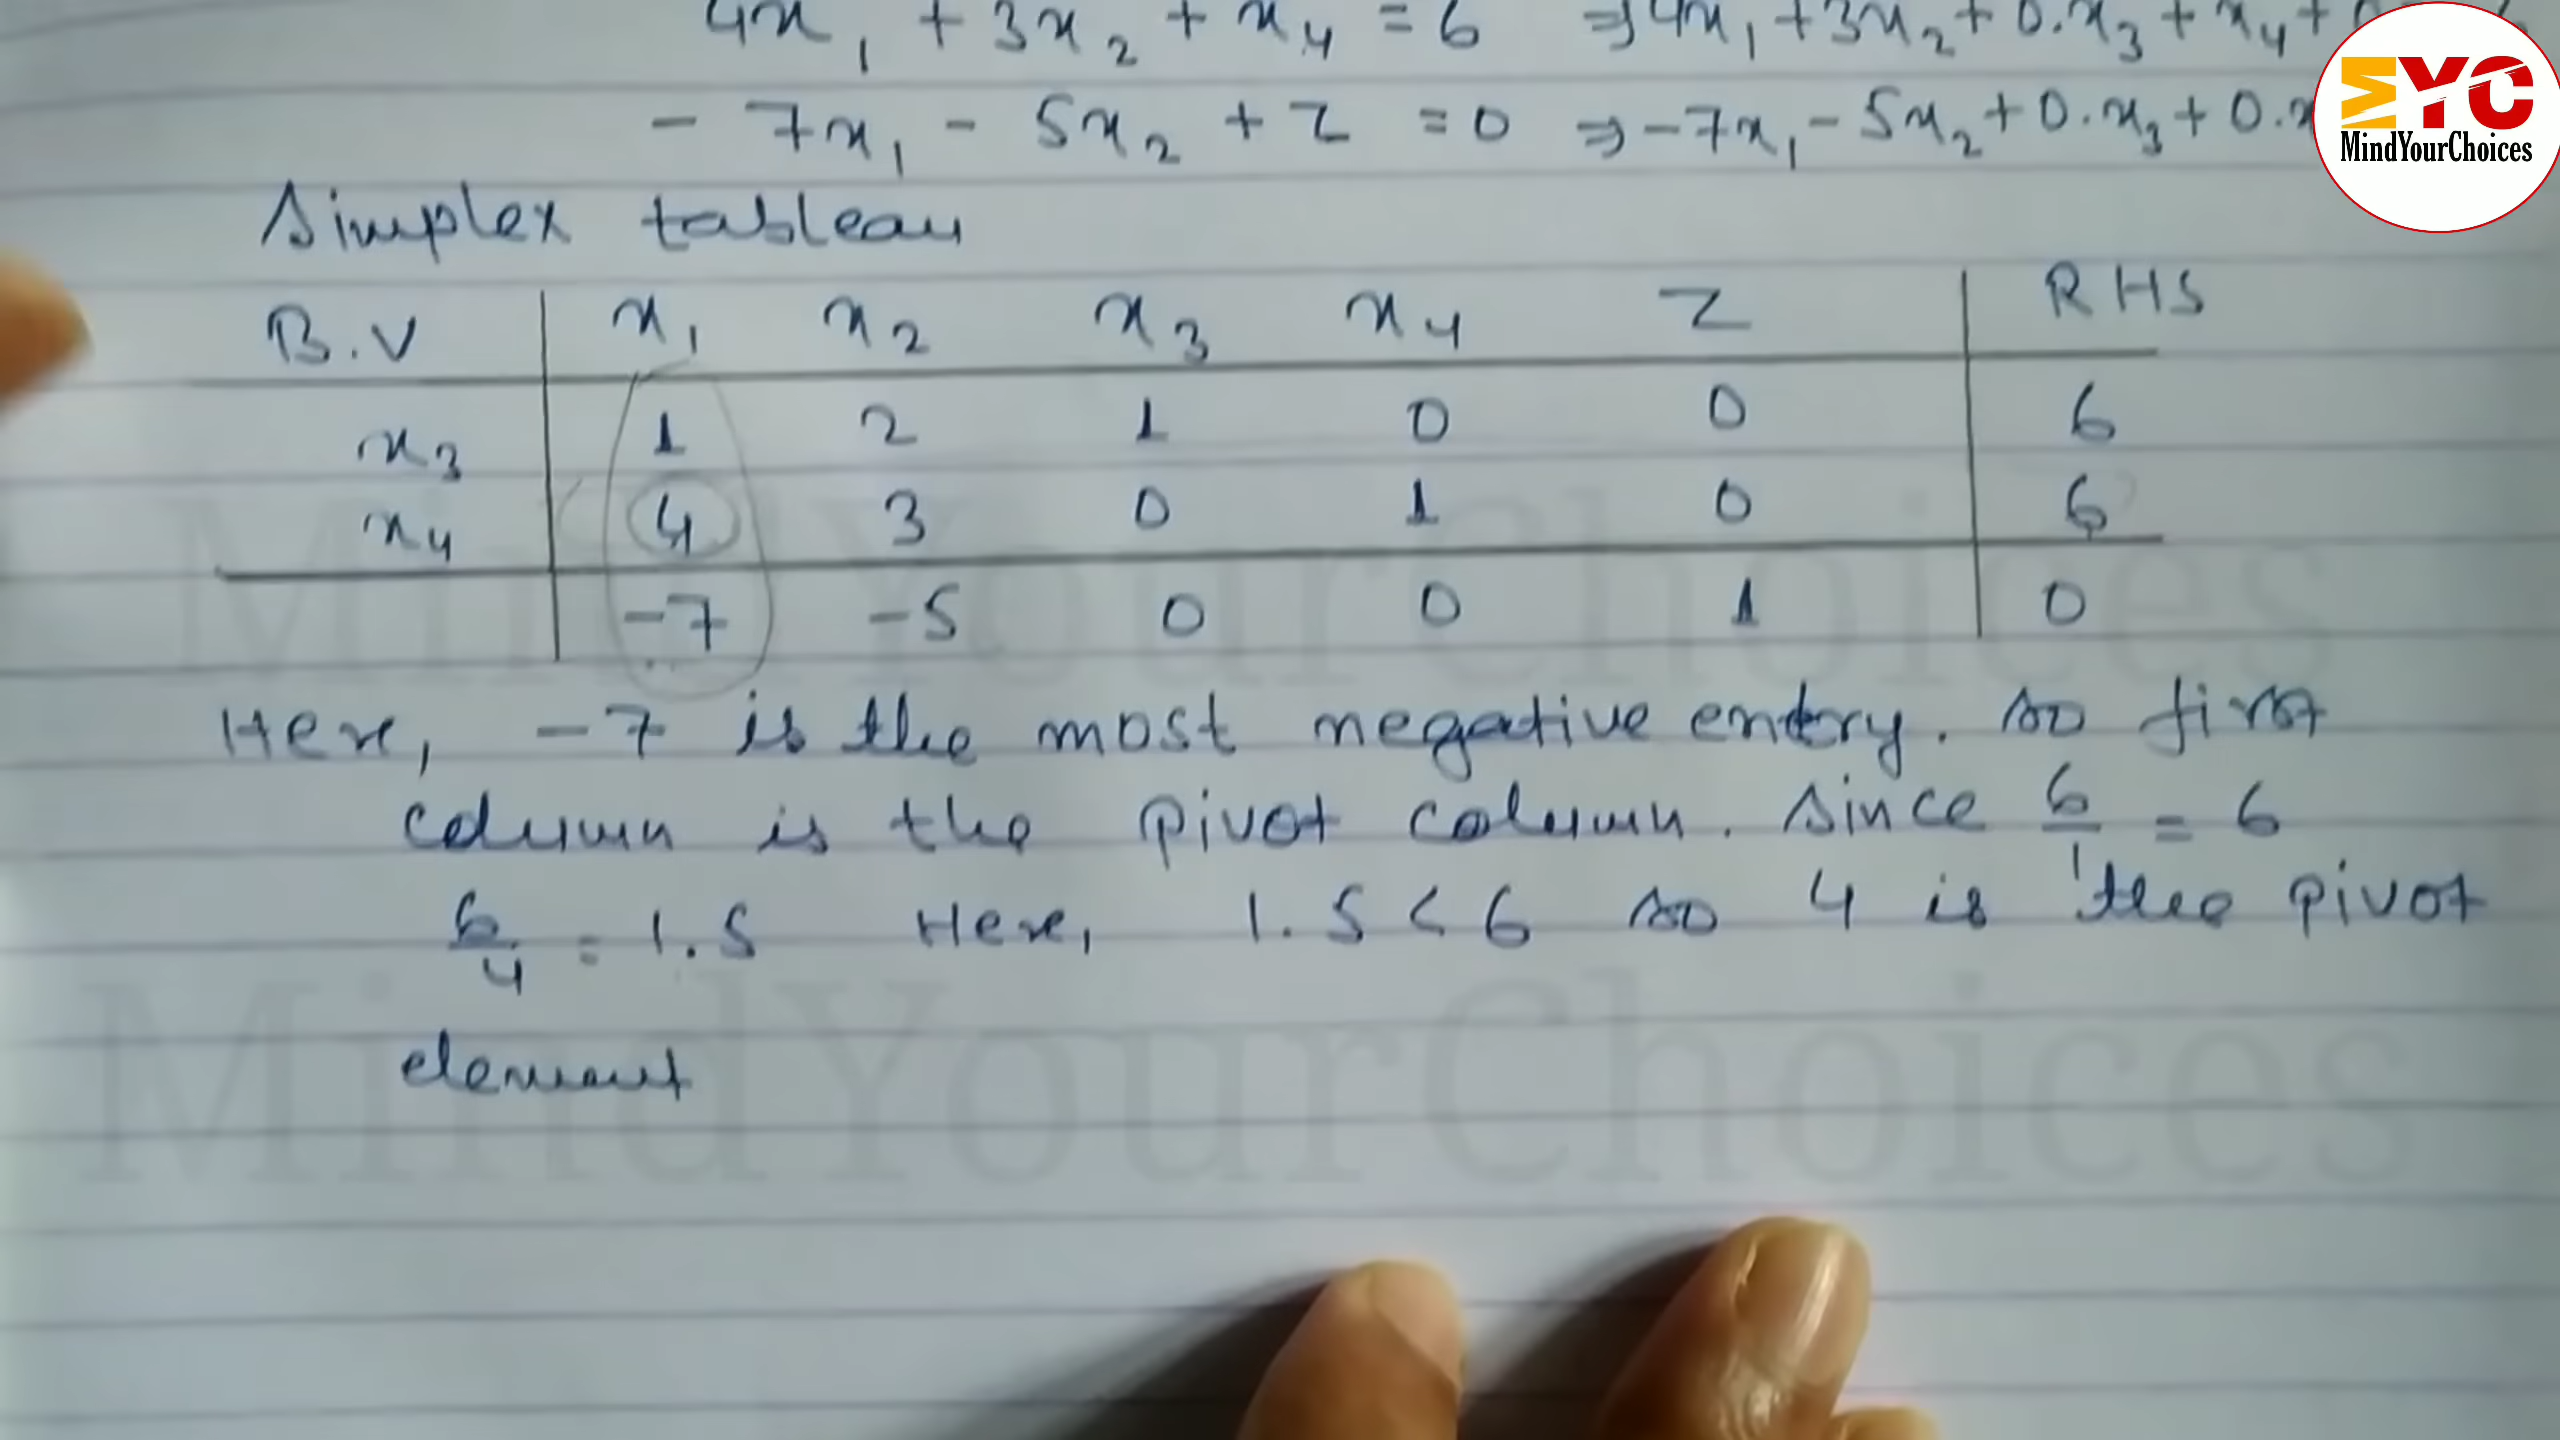 4x₁ + 3x₂ + x₄ = 6 ⇒ 4x₁ + 3x₂ + 0.x₃ + x₄ +
- 7x₁ - 5x₂ + Z = 0 ⇒ -7x₁ - 5x₂ + 0.x₃ + 0.x
MYC
MindYourChoices
Simplex tableau
B.V x₁ x₂ x₃ x₄ Z RHS
x₃ 1 2 1 0 0 6
x₄ 4 3 0 1 0 6
-7 -5 0 0 1 0
Here, -7 is the most negative entry. so first
column is the pivot column. since 6/1 = 6
6/4 = 1.5 Here, 1.5 < 6 so 4 is the pivot
element
MindYourChoices
MindYourChoices